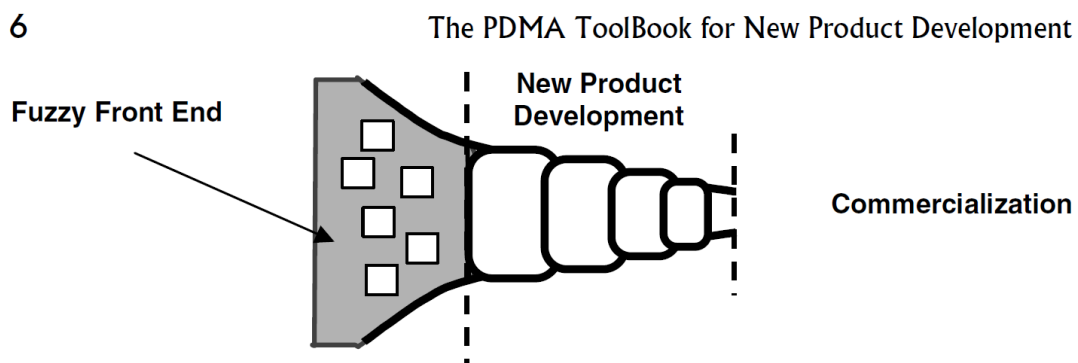 6
The PDMA ToolBook for New Product Development
Fuzzy Front End
New Product
Development
Commercialization